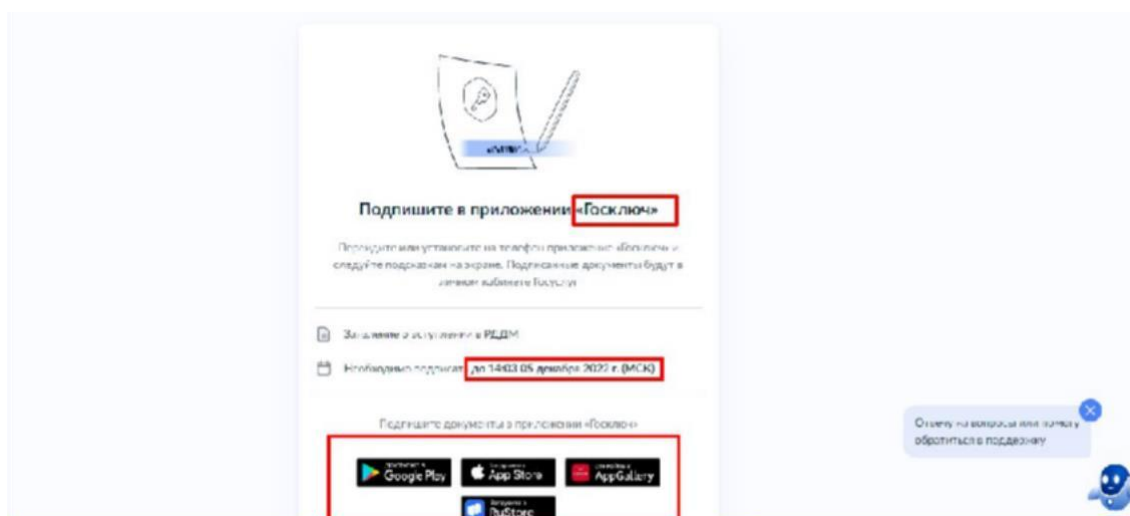 Подпишите в приложении «Госключ»
Перейдите или установите на телефон приложение «Госключ» и
следуйте подсказкам на экране. Подписанные документы будут в
личном кабинете Госуслуг
Заявление о вступлении в РДДМ
Необходимо подписать до 14:03 05 декабря 2022 г. (МСК)
Подпишите документы в приложении «Госключ»
Google Play
App Store
AppGallery
RuStore
Отвечу на вопросы или помогу
обратиться в поддержку